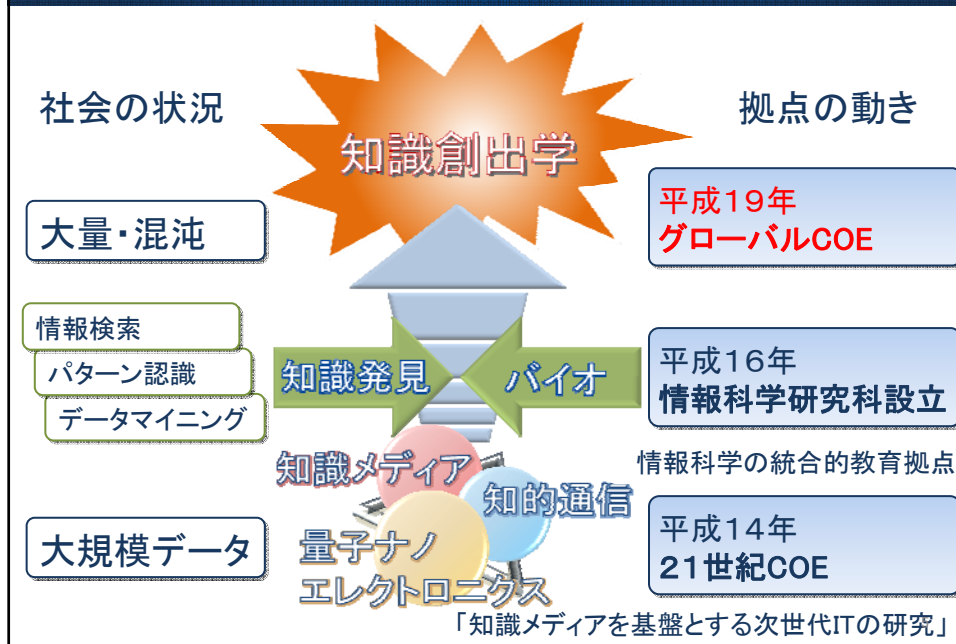 社会の状況
拠点の動き
知識創出学
大量・混沌
平成19年
グローバルCOE
情報検索
パターン認識
データマイニング
知識発見
バイオ
平成16年
情報科学研究科設立
情報科学の統合的教育拠点
知識メディア
知的通信
量子ナノ
エレクトロニクス
大規模データ
平成14年
21世紀COE
「知識メディアを基盤とする次世代ITの研究」